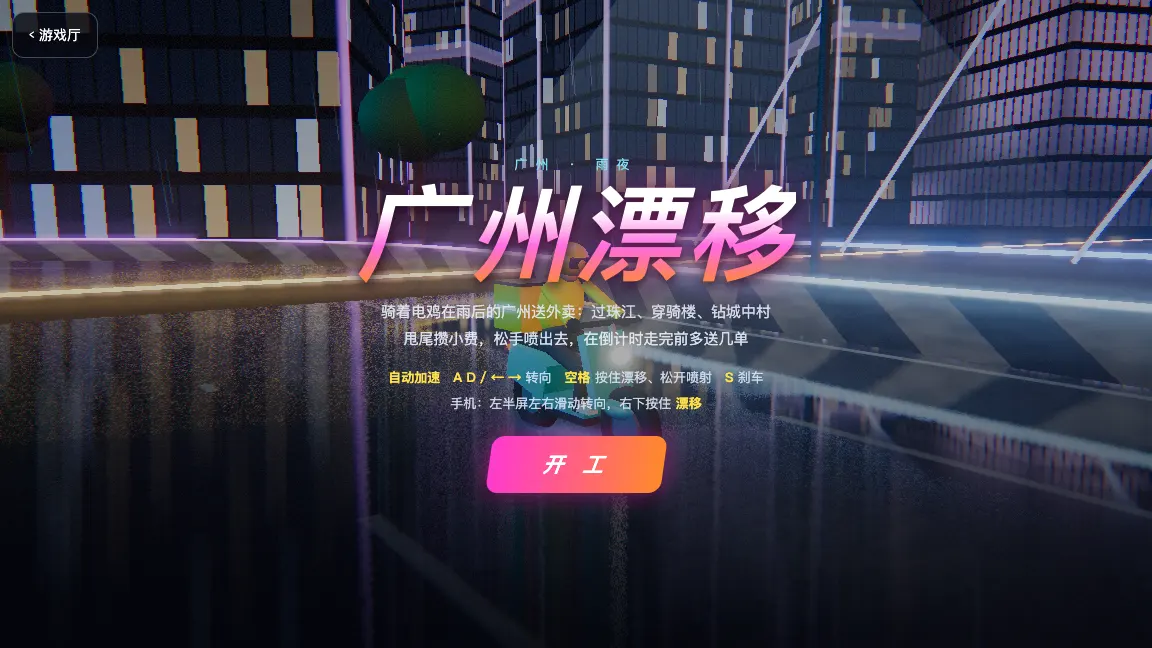 < 游戏厅
广州 · 雨夜
广州漂移
骑着电鸡在雨后的广州送外卖：过珠江、穿骑楼、钻城中村
甩尾攒小费，松手喷出去，在倒计时走完前多送几单
自动加速 A D / ← → 转向 空格 按住漂移、松开喷射 S 刹车
手机：左半屏左右滑动转向，右下按住 漂移
开 工